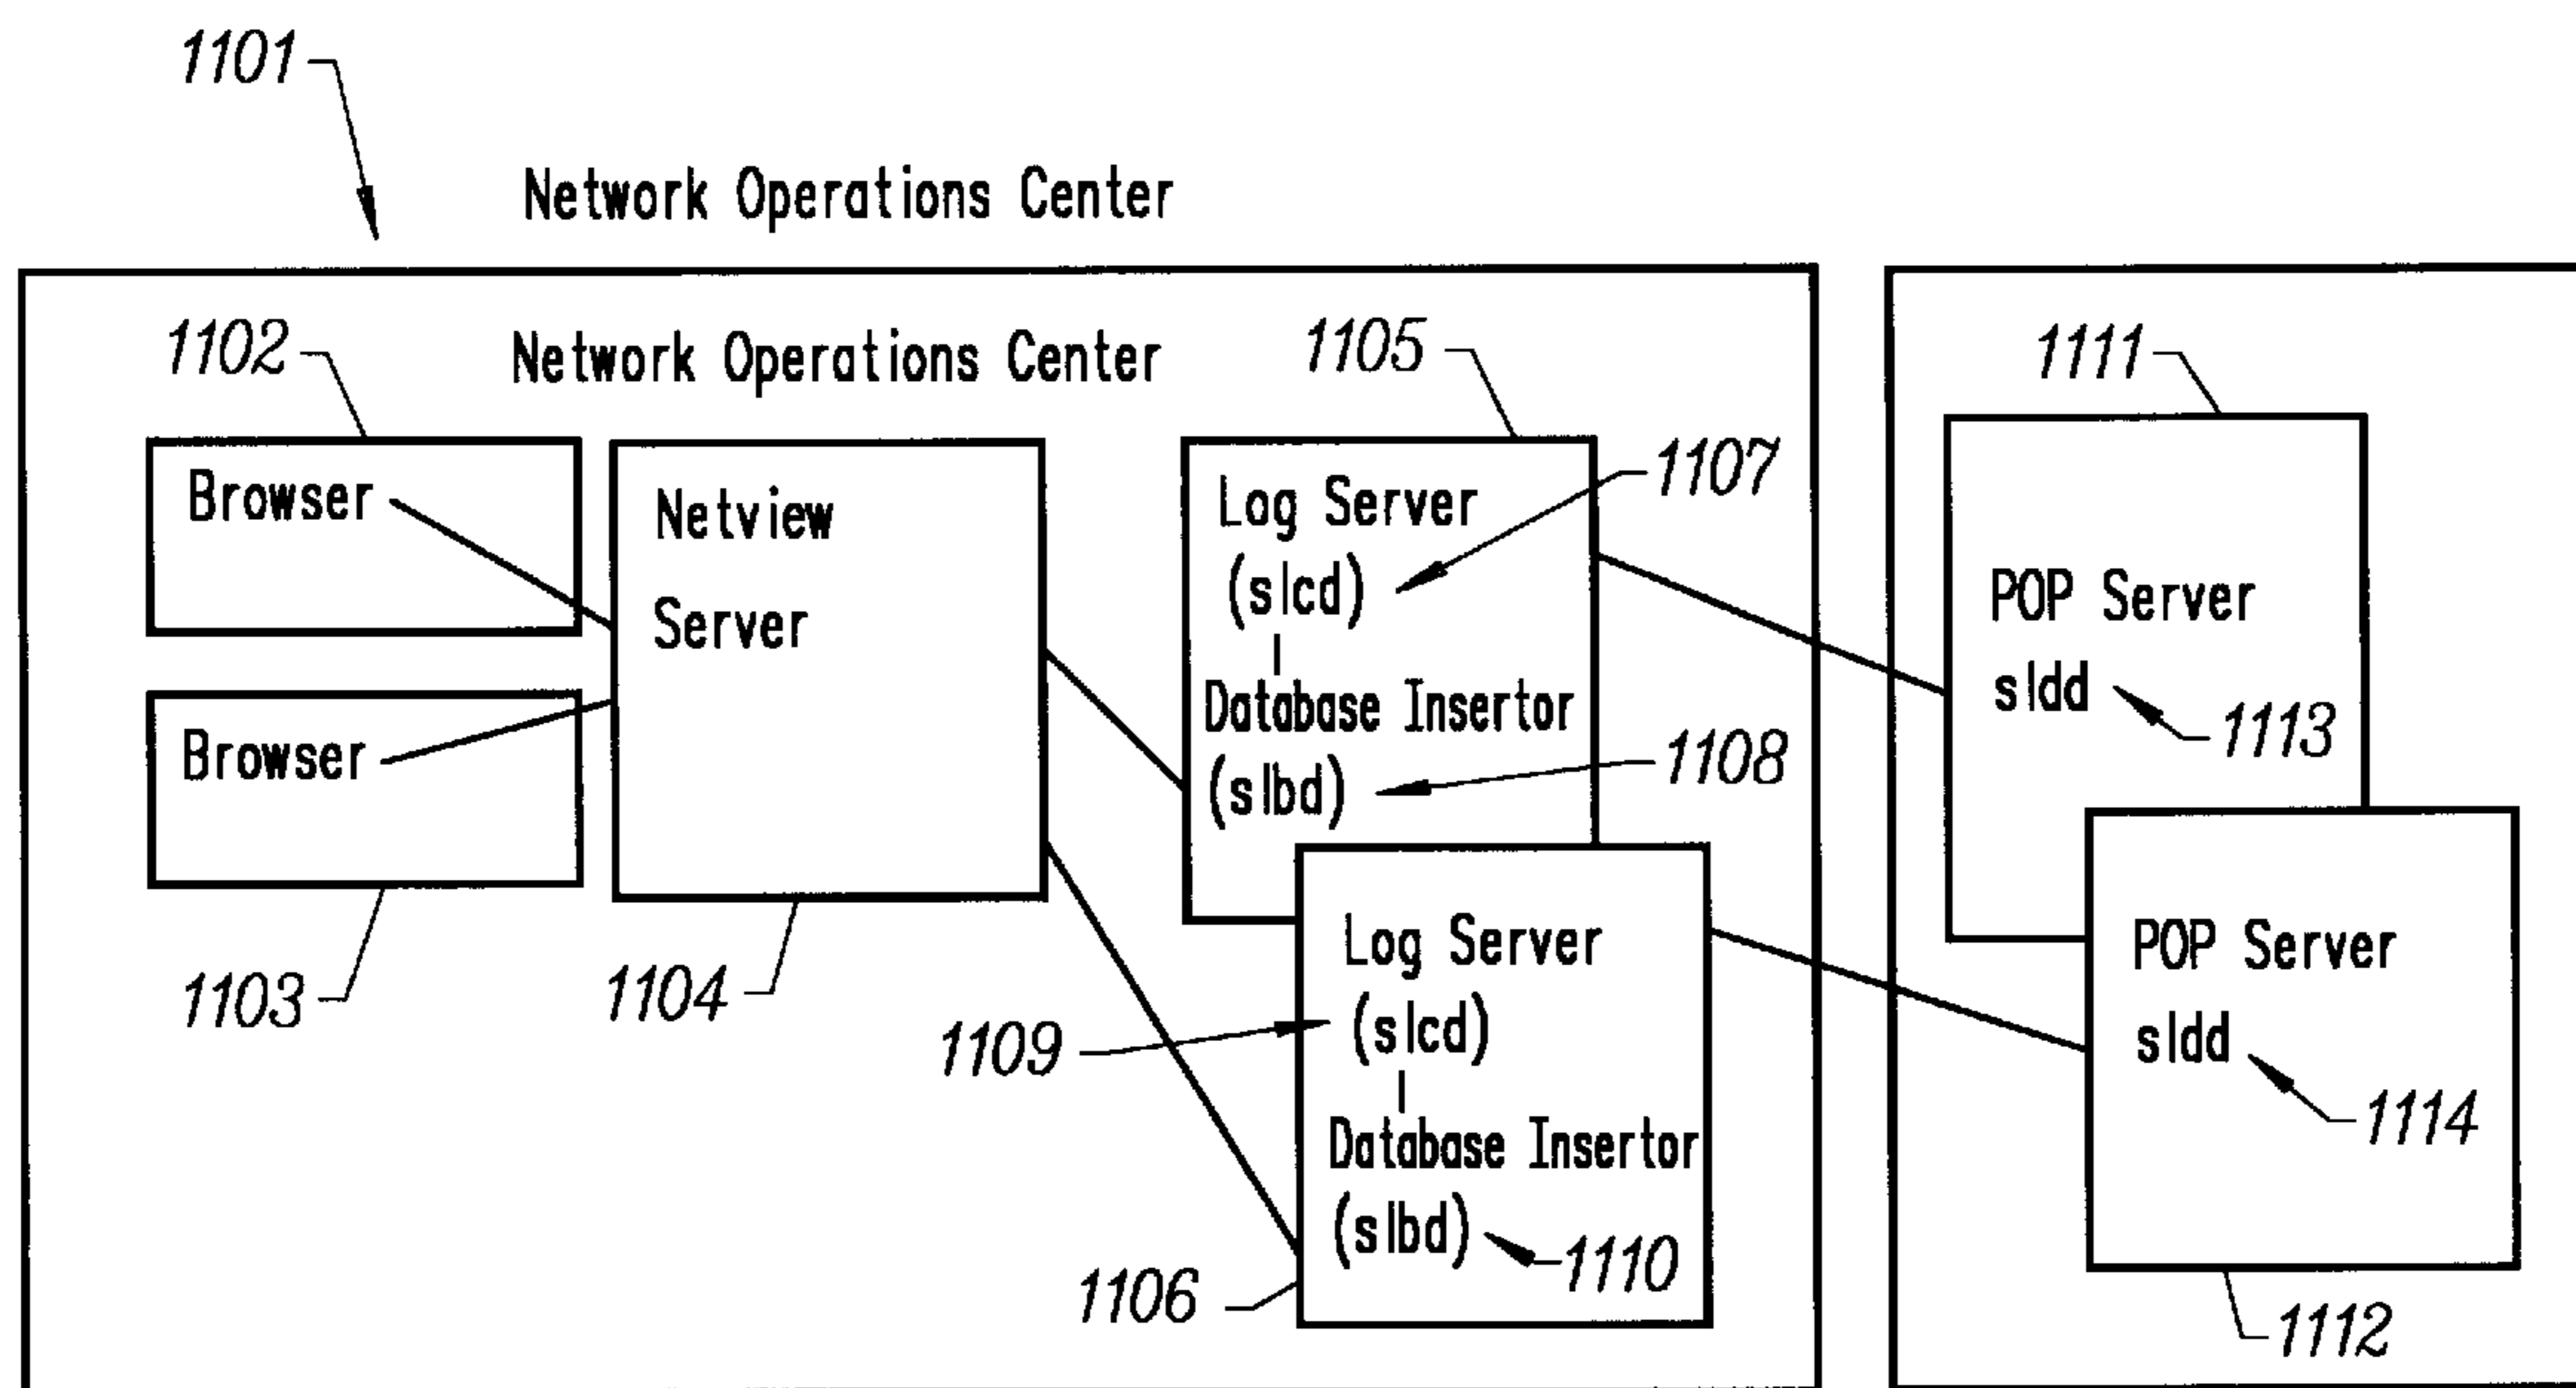 1101
Network Operations Center
1102
Network Operations Center
1105
1111
Browser
Netview
Server
Log Server
(slcd)
1107
Database Insertor
(slbd)
1108
POP Server
sldd
1113
Browser
1103
1104
1109
Log Server
(slcd)
Database Insertor
(slbd)
1110
1106
POP Server
sldd
1114
1112